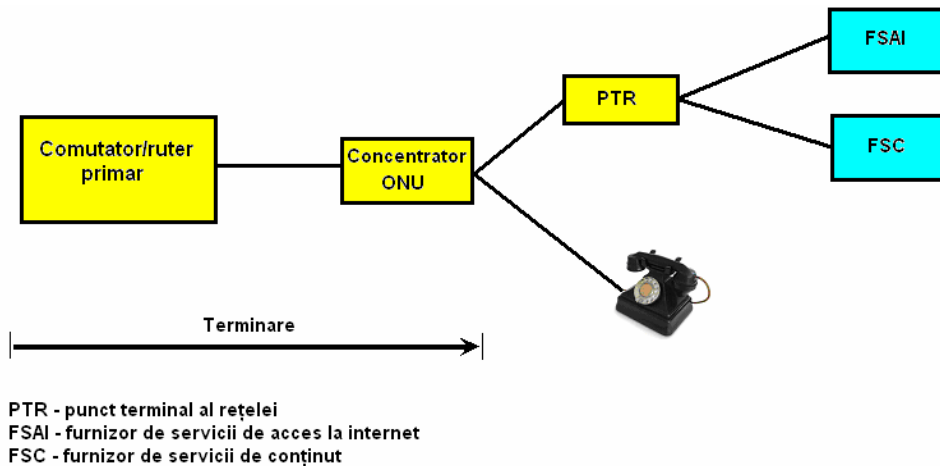 Comutator/ruter
primar
Concentrator
ONU
PTR
FSAI
FSC
Terminare
PTR - punct terminal al rețelei
FSAI - furnizor de servicii de acces la internet
FSC - furnizor de servicii de conținut